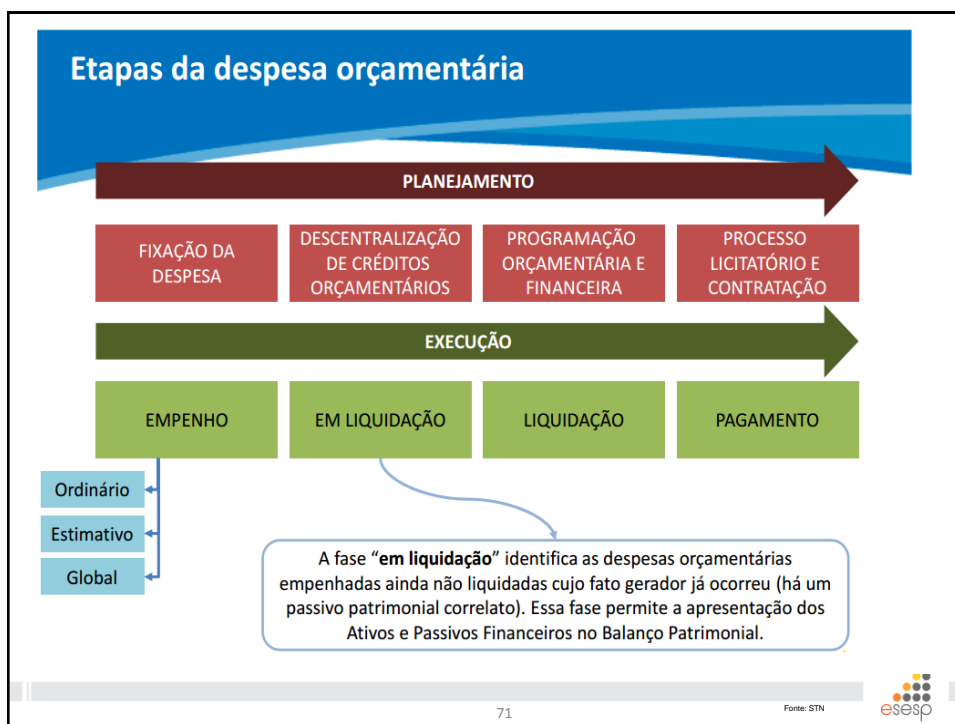 Etapas da despesa orçamentária
PLANEJAMENTO
FIXAÇÃO DA
DESPESA
DESCENTRALIZAÇÃO
DE CRÉDITOS
ORÇAMENTÁRIOS
PROGRAMAÇÃO
ORÇAMENTÁRIA E
FINANCEIRA
PROCESSO
LICITATÓRIO E
CONTRATAÇÃO
EXECUÇÃO
EMPENHO
EM LIQUIDAÇÃO
LIQUIDAÇÃO
PAGAMENTO
Ordinário
Estimativo
Global
A fase “em liquidação” identifica as despesas orçamentárias
empenhadas ainda não liquidadas cujo fato gerador já ocorreu (há um
passivo patrimonial correlato). Essa fase permite a apresentação dos
Ativos e Passivos Financeiros no Balanço Patrimonial.
71
Fonte: STN
esesp